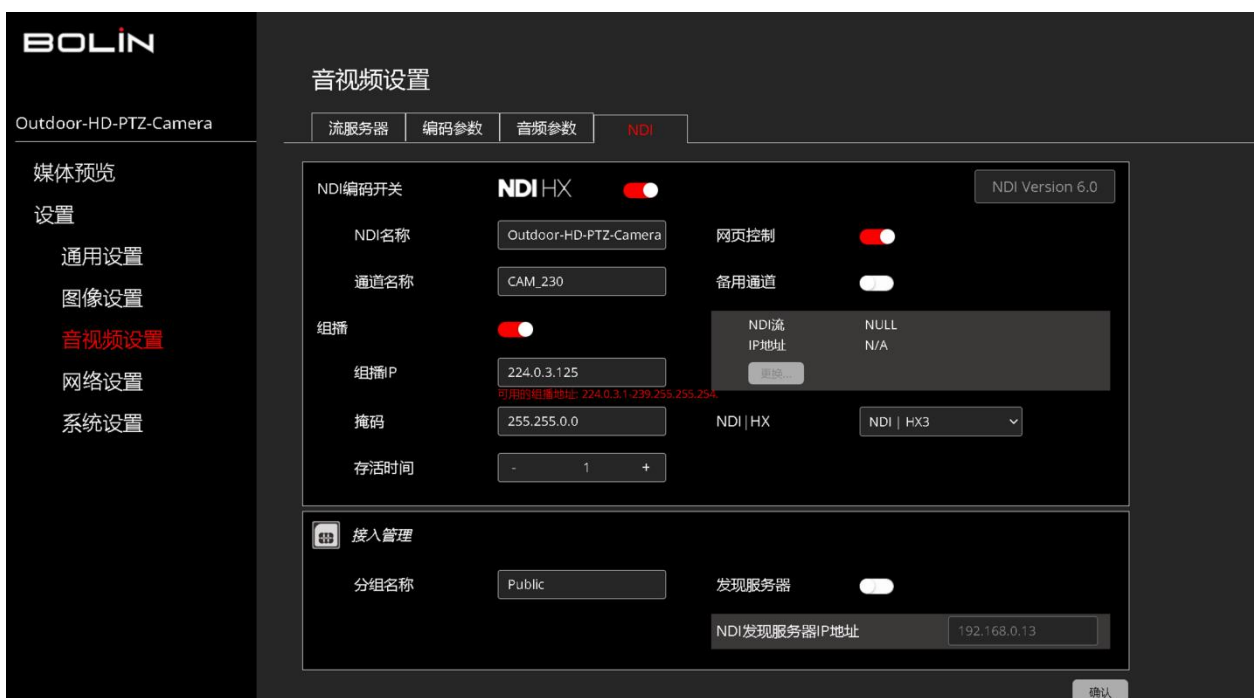 BOLIN
音视频设置
Outdoor-HD-PTZ-Camera
流服务器 编码参数 音频参数 NDI
媒体预览
设置
通用设置
图像设置
音视频设置
网络设置
系统设置
NDI编码开关 NDI HX NDI Version 6.0
NDI名称 Outdoor-HD-PTZ-Camera 网页控制
通道名称 CAM_230 备用通道
组播 NDI流 NULL
IP地址 N/A
组播IP 224.0.3.125 更换...
可用的组播地址: 224.0.3.1-239.255.255.254.
掩码 255.255.0.0 NDI|HX NDI | HX3
存活时间 - 1 +
接入管理
分组名称 Public 发现服务器
NDI发现服务器IP地址 192.168.0.13
确认